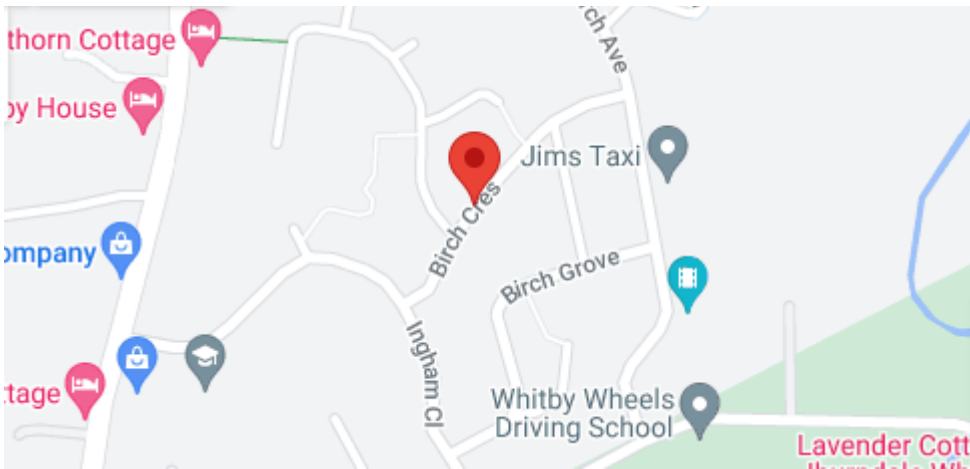 thorn Cottage
by House
ch Ave
Jims Taxi
Birch Cres
ompany
Birch Grove
Ingham Cl
ttage
Whitby Wheels
Driving School
Lavender Cott